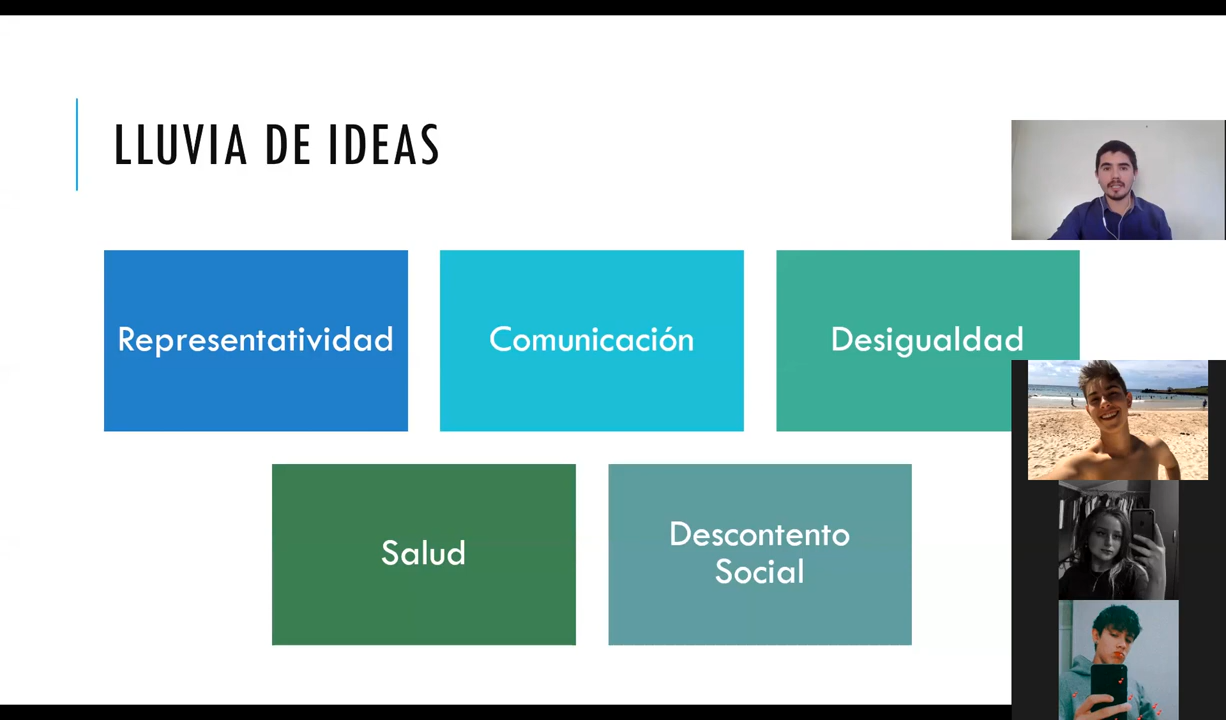 LLUVIA DE IDEAS
Representatividad
Comunicación
Desigualdad
Salud
Descontento
Social